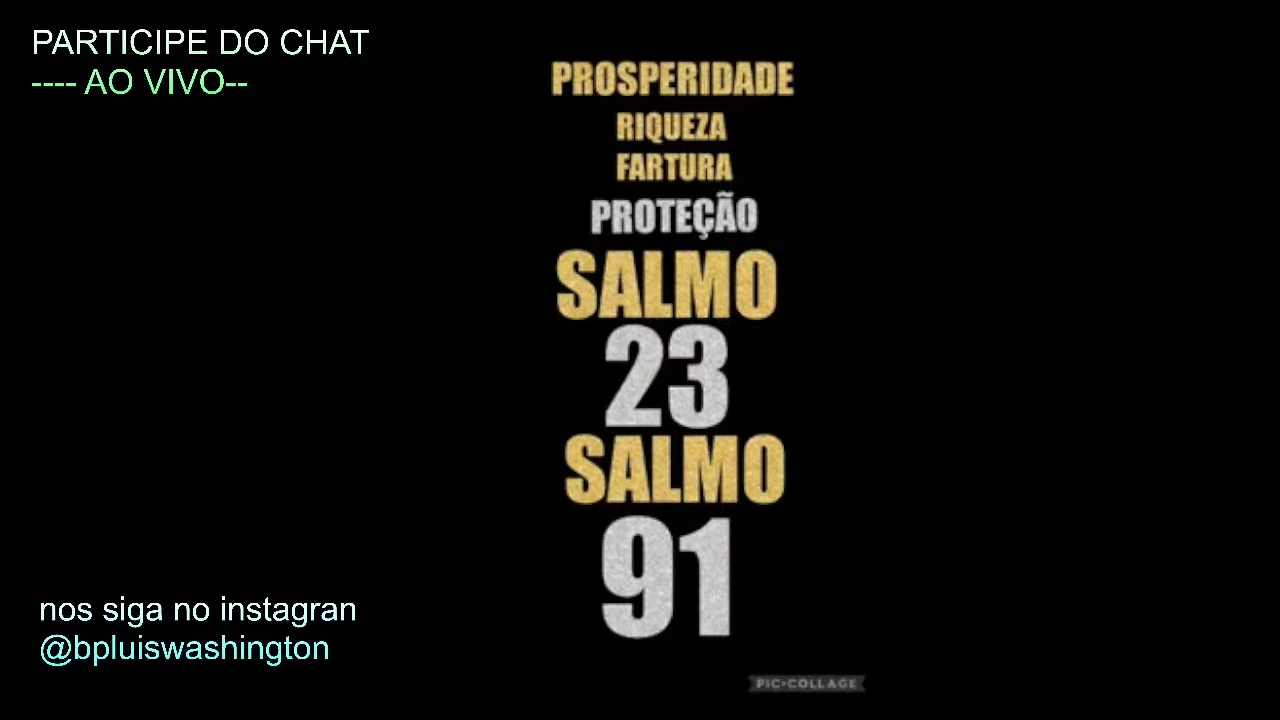 PARTICIPE DO CHAT
---- AO VIVO--
PROSPERIDADE
RIQUEZA
FARTURA
PROTEÇÃO
SALMO
23
SALMO
91
nos siga no instagran
@bpluiswashington
PIC•COLLAGE